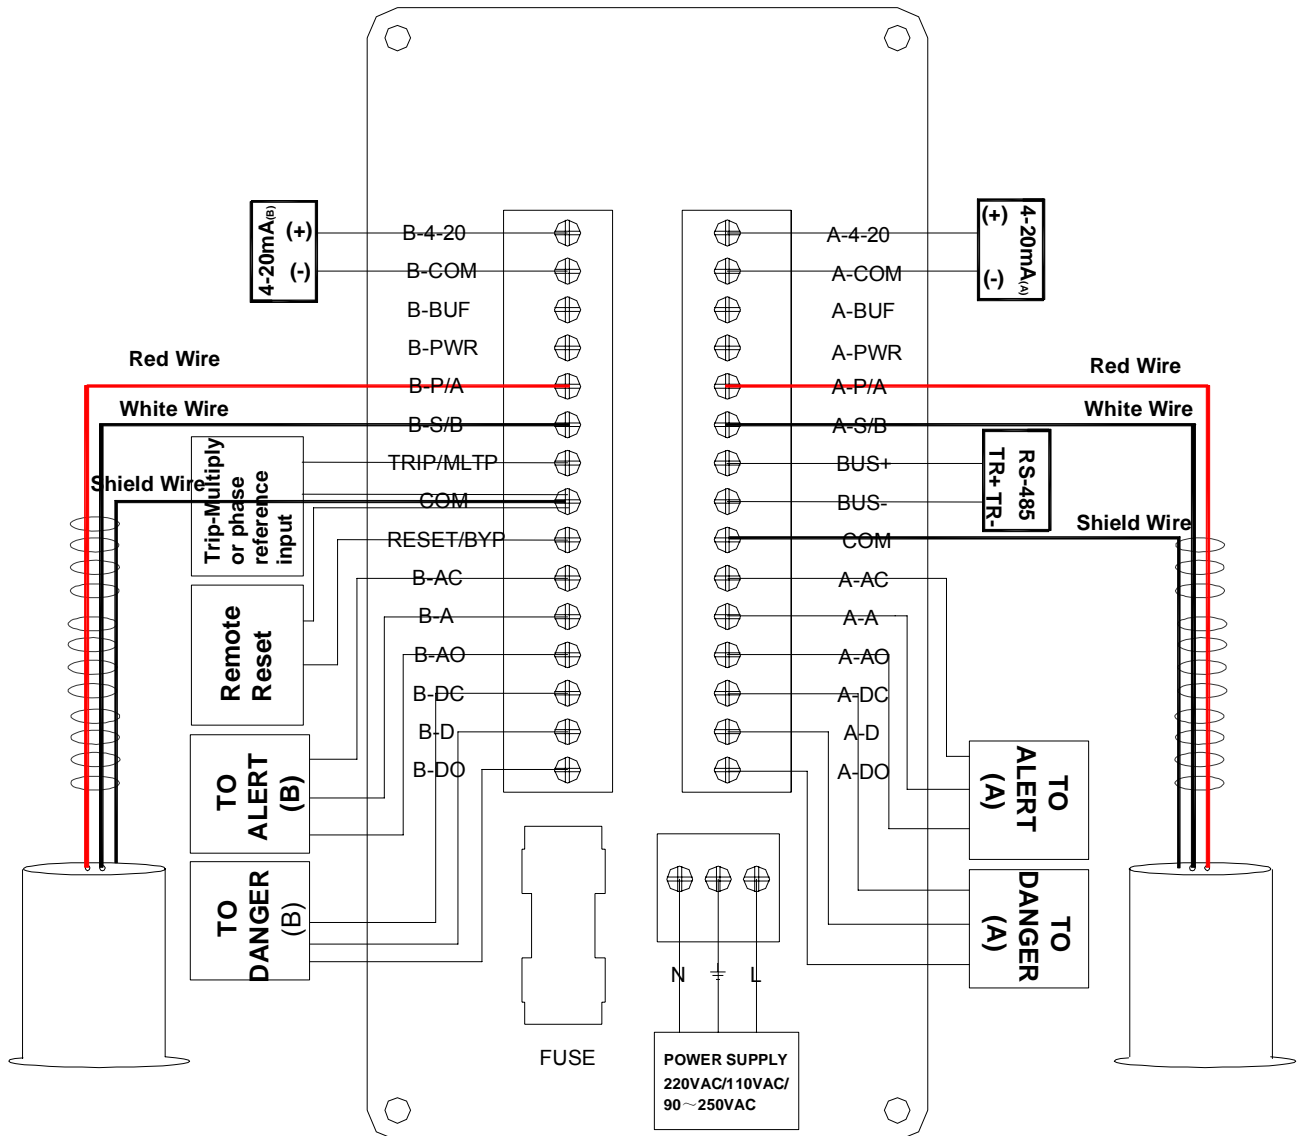 4-20mA(B)
(+)
(-)
B-4-20
B-COM
B-BUF
B-PWR
B-P/A
B-S/B
TRIP/MLTP
COM
RESET/BYP
B-AC
B-A
B-AO
B-DC
B-D
B-DO
Red Wire
White Wire
Shield Wire
Trip-Multiply
or phase
reference
input
Remote
Reset
TO
ALERT
(B)
TO
DANGER
(B)
A-4-20
A-COM
A-BUF
A-PWR
A-P/A
A-S/B
BUS+
BUS-
COM
A-AC
A-A
A-AO
A-DC
A-D
A-DO
(+)
(-)
4-20mA(A)
Red Wire
White Wire
RS-485
TR+ TR-
Shield Wire
TO
ALERT
(A)
TO
DANGER
(A)
FUSE
N
L
POWER SUPPLY
220VAC/110VAC/
90～250VAC